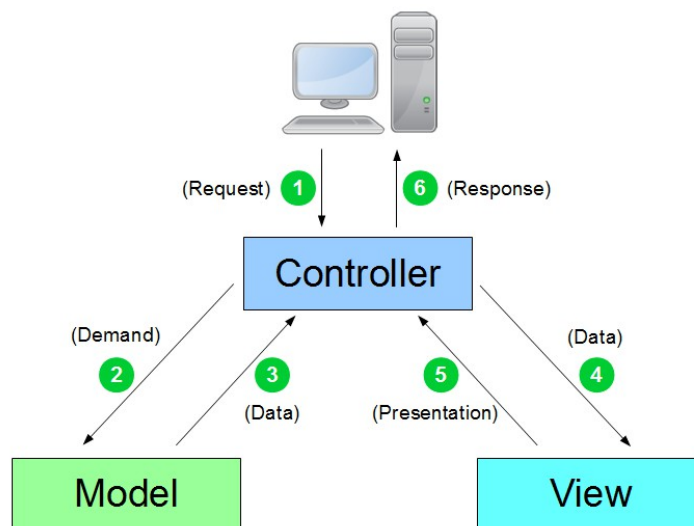 (Request) 1 6 (Response)
Controller
(Demand) (Data)
2 3 5 4
(Data) (Presentation)
Model View